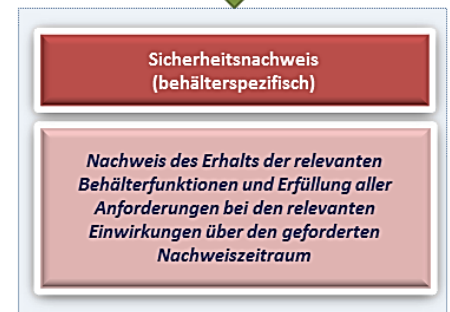 Sicherheitsnachweis
(behälterspezifisch)
Nachweis des Erhalts der relevanten
Behälterfunktionen und Erfüllung aller
Anforderungen bei den relevanten
Einwirkungen über den geforderten
Nachweiszeitraum